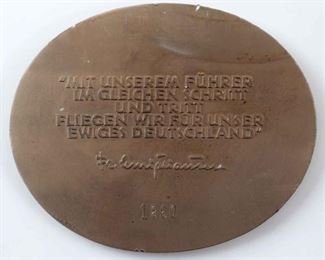 "MIT UNSEREM FÜHRER
IM GLEICHEN SCHRITT
UND TRITT
FLIEGEN WIR FÜR UNSER
EWIGES DEUTSCHLAND"